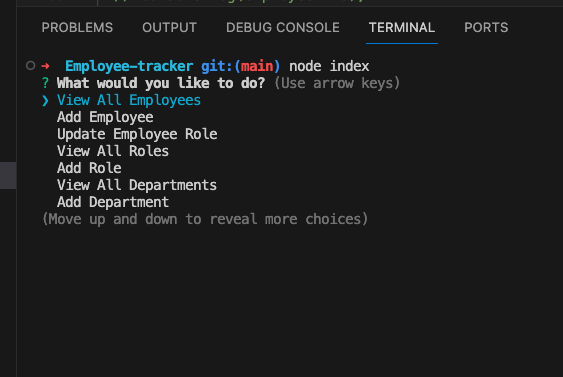 PROBLEMS OUTPUT DEBUG CONSOLE TERMINAL PORTS
➜ Employee-tracker git:(main) node index
? What would you like to do? (Use arrow keys)
❯ View All Employees
Add Employee
Update Employee Role
View All Roles
Add Role
View All Departments
Add Department
(Move up and down to reveal more choices)